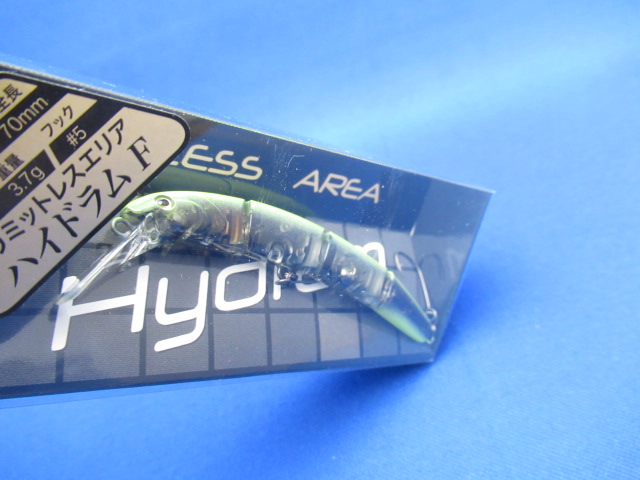 全長
70mm
重量
3.7g
フック
#5
リミットレスエリア
ハイドラム F
LESS AREA
Hydram